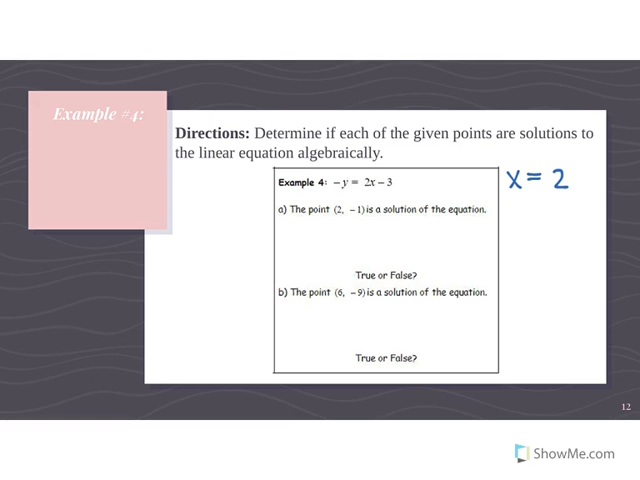 Example #4:
Directions: Determine if each of the given points are solutions to
the linear equation algebraically.
Example 4: −y = 2x − 3
x = 2
a) The point (2, −1) is a solution of the equation.
True or False?
b) The point (6, −9) is a solution of the equation.
True or False?
12
ShowMe.com